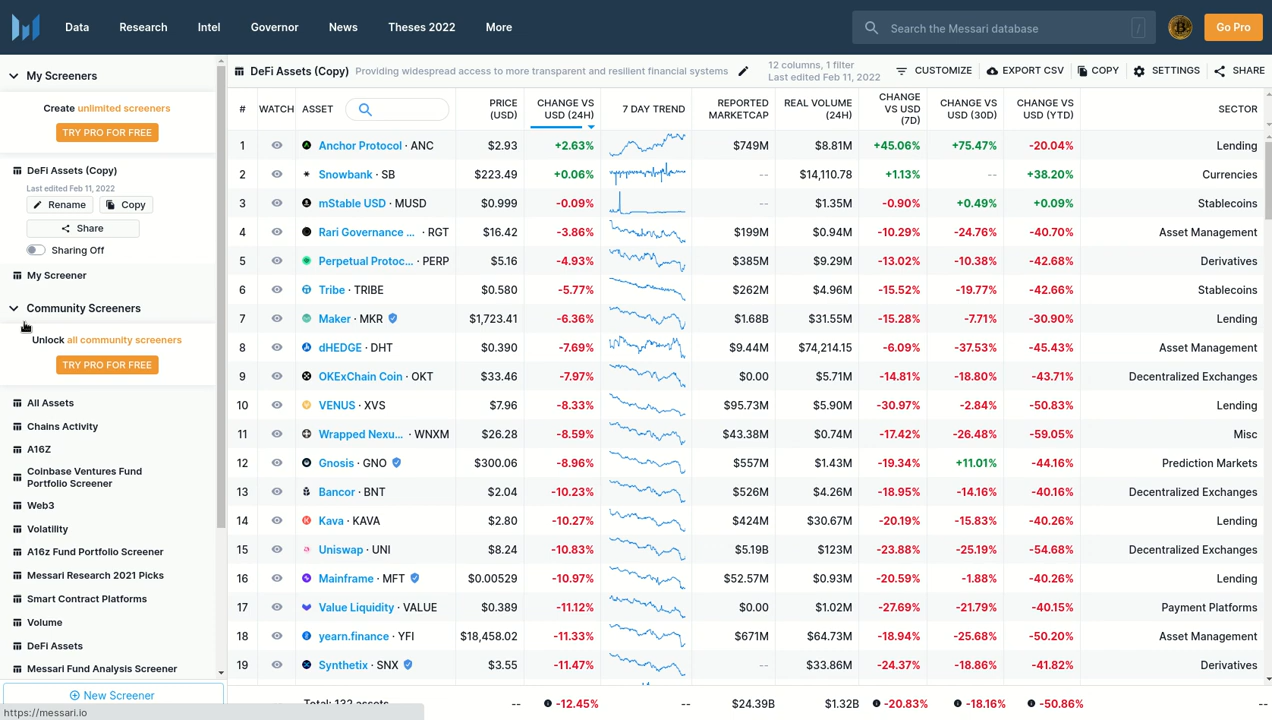 Data Research Intel Governor News Theses 2022 More Search the Messari database / Go Pro
My Screeners
Create unlimited screeners
TRY PRO FOR FREE
DeFi Assets (Copy)
Last edited Feb 11, 2022
Rename Copy
Share
Sharing Off
My Screener
Community Screeners
Unlock all community screeners
TRY PRO FOR FREE
All Assets
Chains Activity
A16Z
Coinbase Ventures Fund
Portfolio Screener
Web3
Volatility
A16z Fund Portfolio Screener
Messari Research 2021 Picks
Smart Contract Platforms
Volume
DeFi Assets
Messari Fund Analysis Screener
New Screener
https://messari.io
DeFi Assets (Copy) Providing widespread access to more transparent and resilient financial systems
12 columns, 1 filter
Last edited Feb 11, 2022
CUSTOMIZE EXPORT CSV COPY SETTINGS SHARE
# WATCH ASSET PRICE (USD) CHANGE VS USD (24H) 7 DAY TREND REPORTED MARKETCAP REAL VOLUME (24H) CHANGE VS USD (7D) CHANGE VS USD (30D) CHANGE VS USD (YTD) SECTOR
1 Anchor Protocol · ANC $2.93 +2.63% $749M $8.81M +45.06% +75.47% -20.04% Lending
2 Snowbank · SB $223.49 +0.06% -- $14,110.78 +1.13% -- +38.20% Currencies
3 mStable USD · MUSD $0.999 -0.09% -- $1.35M -0.90% +0.49% +0.09% Stablecoins
4 Rari Governance ... · RGT $16.42 -3.86% $199M $0.94M -10.29% -24.76% -40.70% Asset Management
5 Perpetual Protoc... · PERP $5.16 -4.93% $385M $9.29M -13.02% -10.38% -42.68% Derivatives
6 Tribe · TRIBE $0.580 -5.77% $262M $4.96M -15.52% -19.77% -42.66% Stablecoins
7 Maker · MKR $1,723.41 -6.36% $1.68B $31.55M -15.28% -7.71% -30.90% Lending
8 dHEDGE · DHT $0.390 -7.69% $9.44M $74,214.15 -6.09% -37.53% -45.43% Asset Management
9 OKExChain Coin · OKT $33.46 -7.97% $0.00 $5.71M -14.81% -18.80% -43.71% Decentralized Exchanges
10 VENUS · XVS $7.96 -8.33% $95.73M $5.90M -30.97% -2.84% -50.83% Lending
11 Wrapped Nexu... · WNXM $26.28 -8.59% $43.38M $0.74M -17.42% -26.48% -59.05% Misc
12 Gnosis · GNO $300.06 -8.96% $557M $1.43M -19.34% +11.01% -44.16% Prediction Markets
13 Bancor · BNT $2.04 -10.23% $526M $4.26M -18.95% -14.16% -40.16% Decentralized Exchanges
14 Kava · KAVA $2.80 -10.27% $424M $30.67M -20.19% -15.83% -40.26% Lending
15 Uniswap · UNI $8.24 -10.83% $5.19B $123M -23.88% -25.19% -54.68% Decentralized Exchanges
16 Mainframe · MFT $0.00529 -10.97% $52.57M $0.93M -20.59% -1.88% -40.26% Lending
17 Value Liquidity · VALUE $0.389 -11.12% $0.00 $1.02M -27.69% -21.79% -40.15% Payment Platforms
18 yearn.finance · YFI $18,458.02 -11.33% $671M $64.73M -18.94% -25.68% -50.20% Asset Management
19 Synthetix · SNX $3.55 -11.47% -- $33.86M -24.37% -18.86% -41.82% Derivatives
Total: 132 assets -- -12.45% -- $24.39B $1.32B -20.83% -18.16% -50.86% --